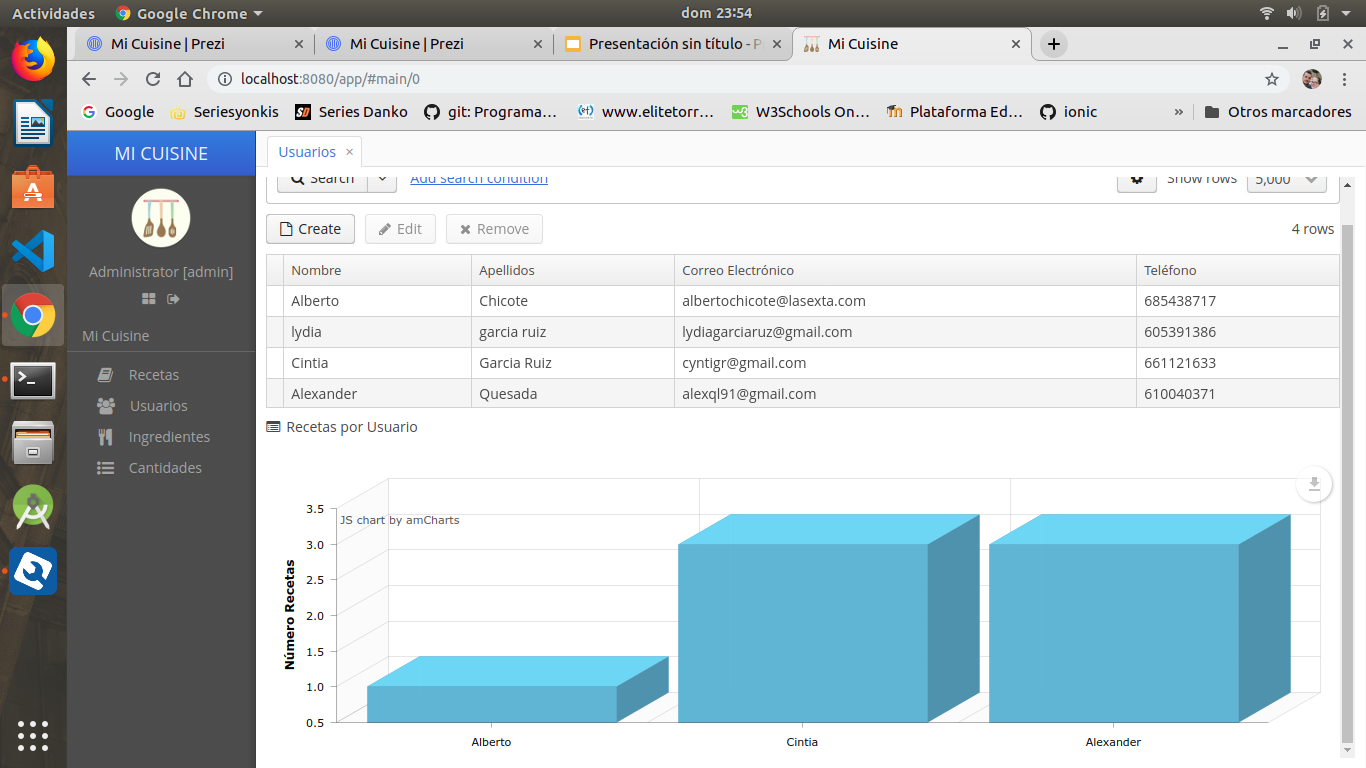 Actividades Google Chrome dom 23:54
Mi Cuisine | Prezi Mi Cuisine | Prezi Presentación sin título - P Mi Cuisine
localhost:8080/app/#main/0
Google Seriesyonkis Series Danko git: Programa… www.elitetorr… W3Schools On… Plataforma Ed… ionic » Otros marcadores
MI CUISINE
Usuarios
Search Add search condition Show rows 5,000
Create Edit Remove 4 rows
Administrator [admin]
Mi Cuisine
Recetas
Usuarios
Ingredientes
Cantidades
Nombre Apellidos Correo Electrónico Teléfono
Alberto Chicote albertochicote@lasexta.com 685438717
lydia garcia ruiz lydiagarciaruz@gmail.com 605391386
Cintia Garcia Ruiz cyntigr@gmail.com 661121633
Alexander Quesada alexql91@gmail.com 610040371
Recetas por Usuario
JS chart by amCharts
Número Recetas
3.5
3.0
2.5
2.0
1.5
1.0
0.5
Alberto Cintia Alexander